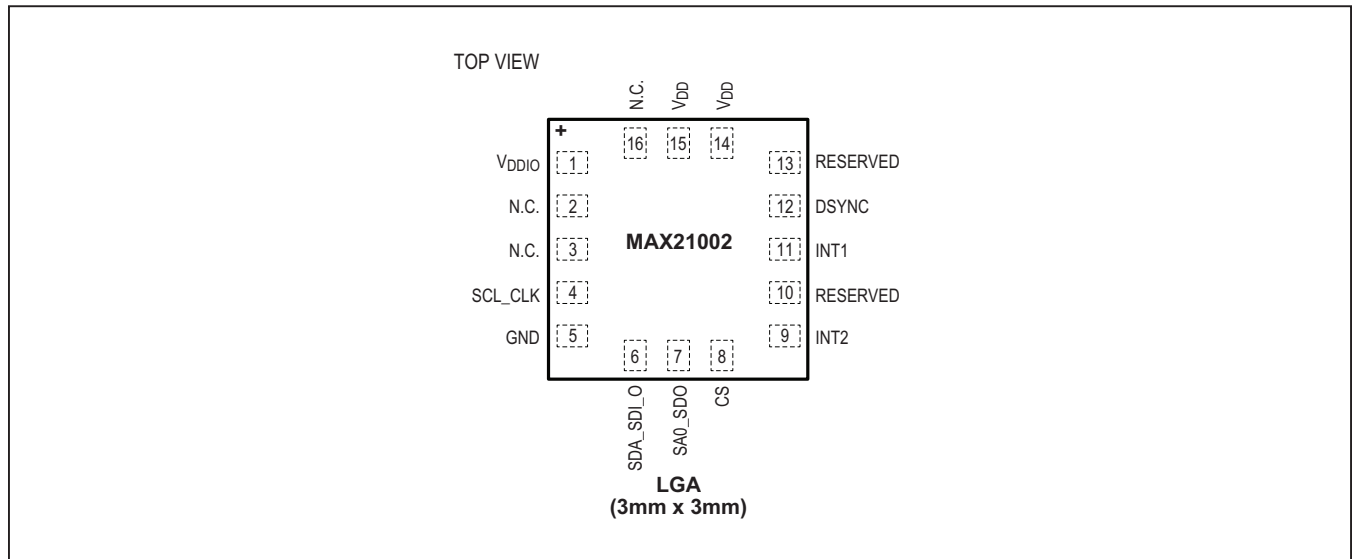 TOP VIEW
N.C.
VDD
VDD
+
16
15
14
VDDIO
1
13
RESERVED
N.C.
2
12
DSYNC
N.C.
3
MAX21002
11
INT1
SCL_CLK
4
10
RESERVED
GND
5
9
INT2
6
7
8
SDA_SDI_O
SA0_SDO
CS
LGA
(3mm x 3mm)